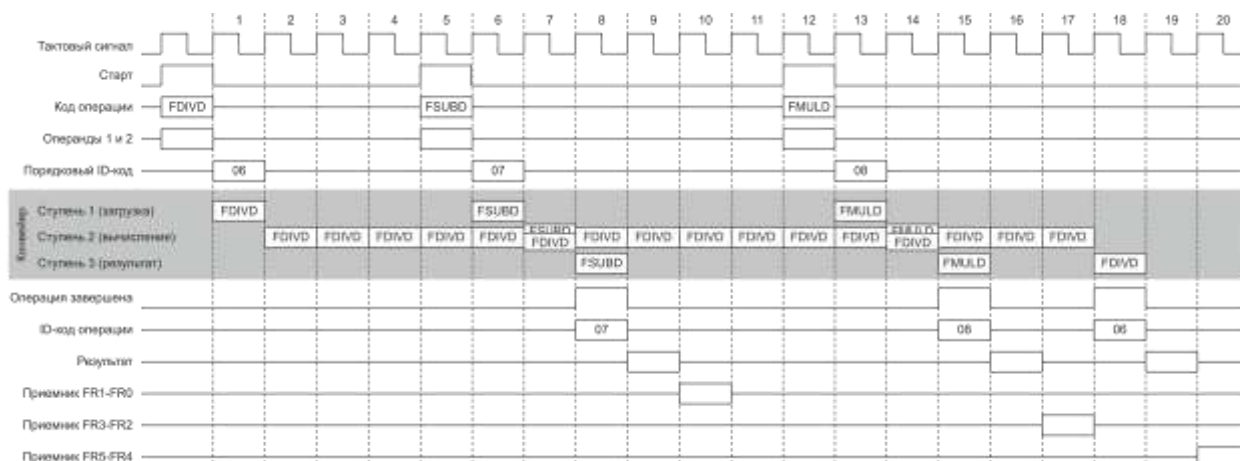 1 2 3 4 5 6 7 8 9 10 11 12 13 14 15 16 17 18 19 20
Тактовый сигнал
Старт
Код операции FDIVD FSUBD FMULD
Операнды 1 и 2
Порядковый ID-код 06 07 08
Конвейер
Ступень 1 (загрузка) FDIVD FSUBD FMULD
FSUBD FMULD
Ступень 2 (вычисление) FDIVD FDIVD FDIVD FDIVD FDIVD FDIVD FDIVD FDIVD FDIVD FDIVD FDIVD FDIVD FDIVD FDIVD FDIVD FDIVD
Ступень 3 (результат) FSUBD FMULD FDIVD
Операция завершена
ID-код операции 07 08 06
Результат
Приемник FR1-FR0
Приемник FR3-FR2
Приемник FR5-FR4